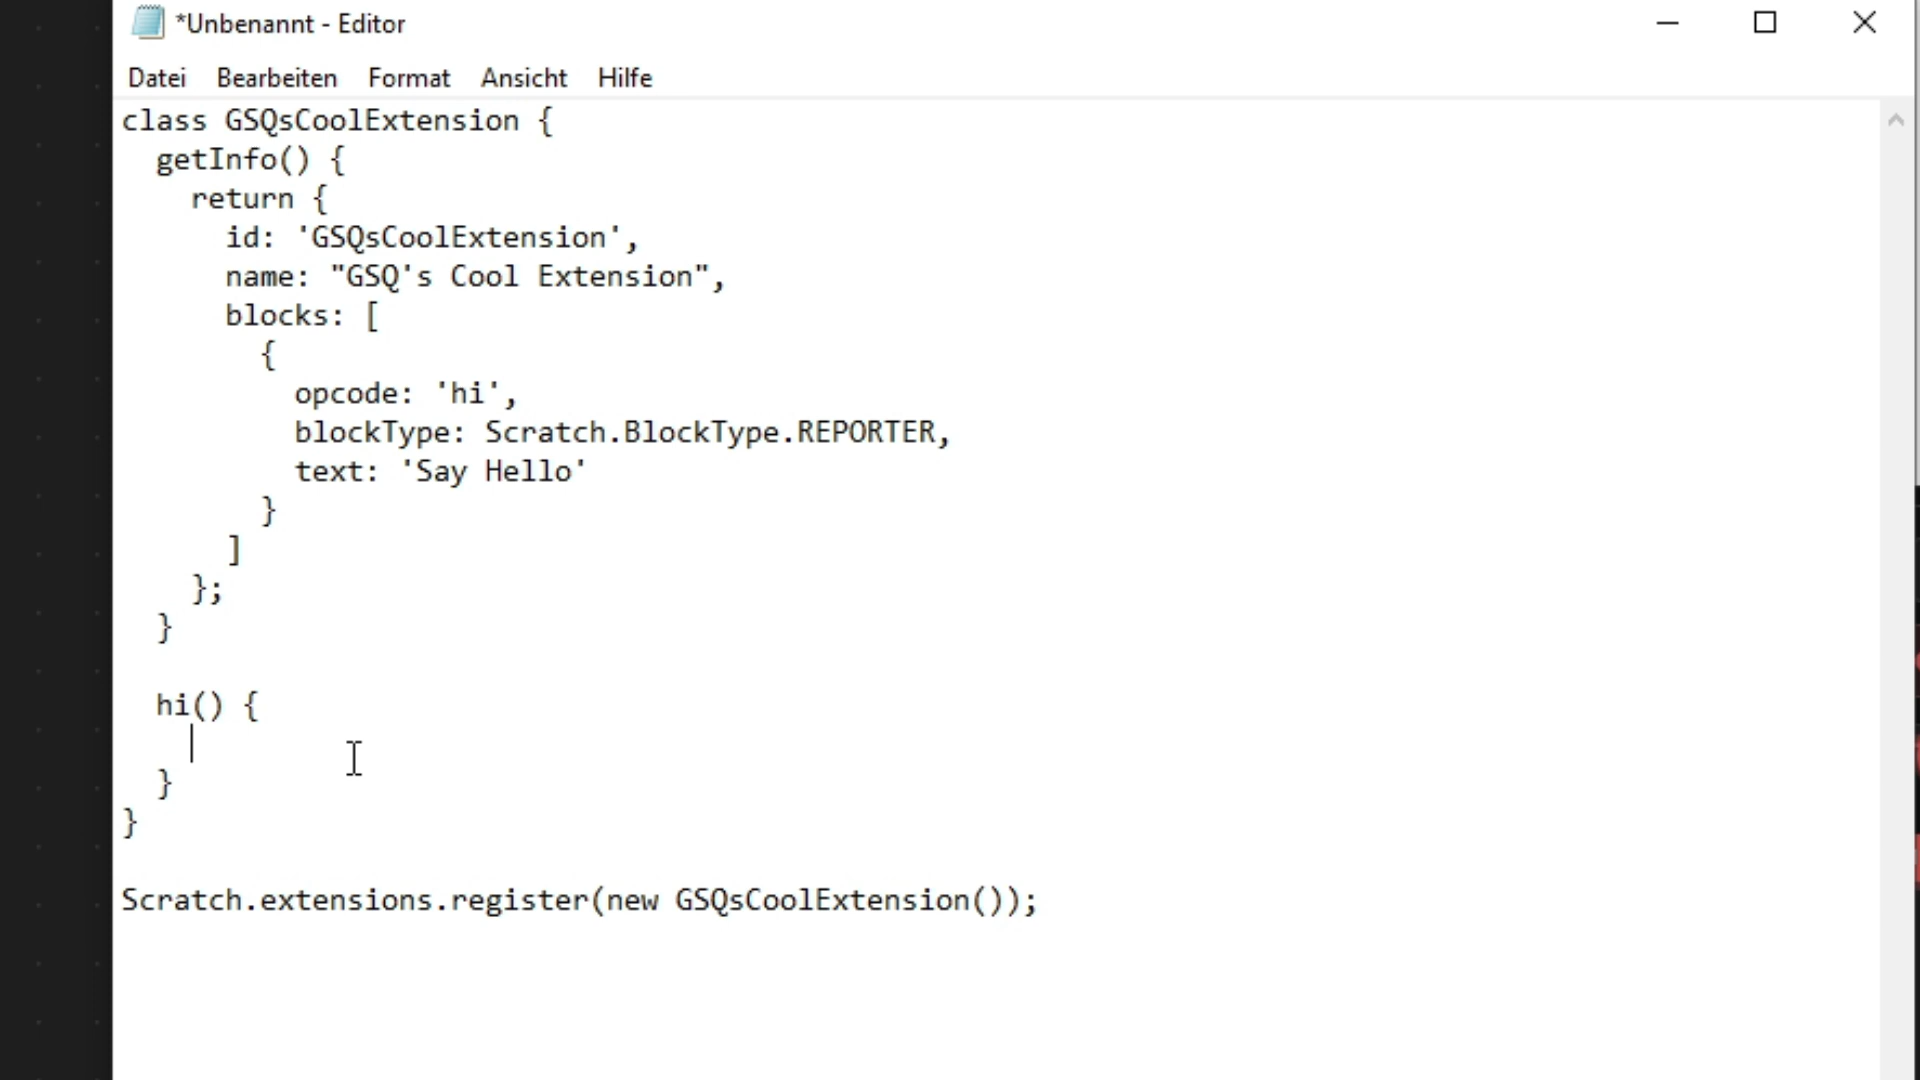 *Unbenannt - Editor
Datei Bearbeiten Format Ansicht Hilfe
class GSQsCoolExtension {
  getInfo() {
    return {
      id: 'GSQsCoolExtension',
      name: "GSQ's Cool Extension",
      blocks: [
        {
          opcode: 'hi',
          blockType: Scratch.BlockType.REPORTER,
          text: 'Say Hello'
        }
      ]
    };
  }

  hi() {

  }
}

Scratch.extensions.register(new GSQsCoolExtension());